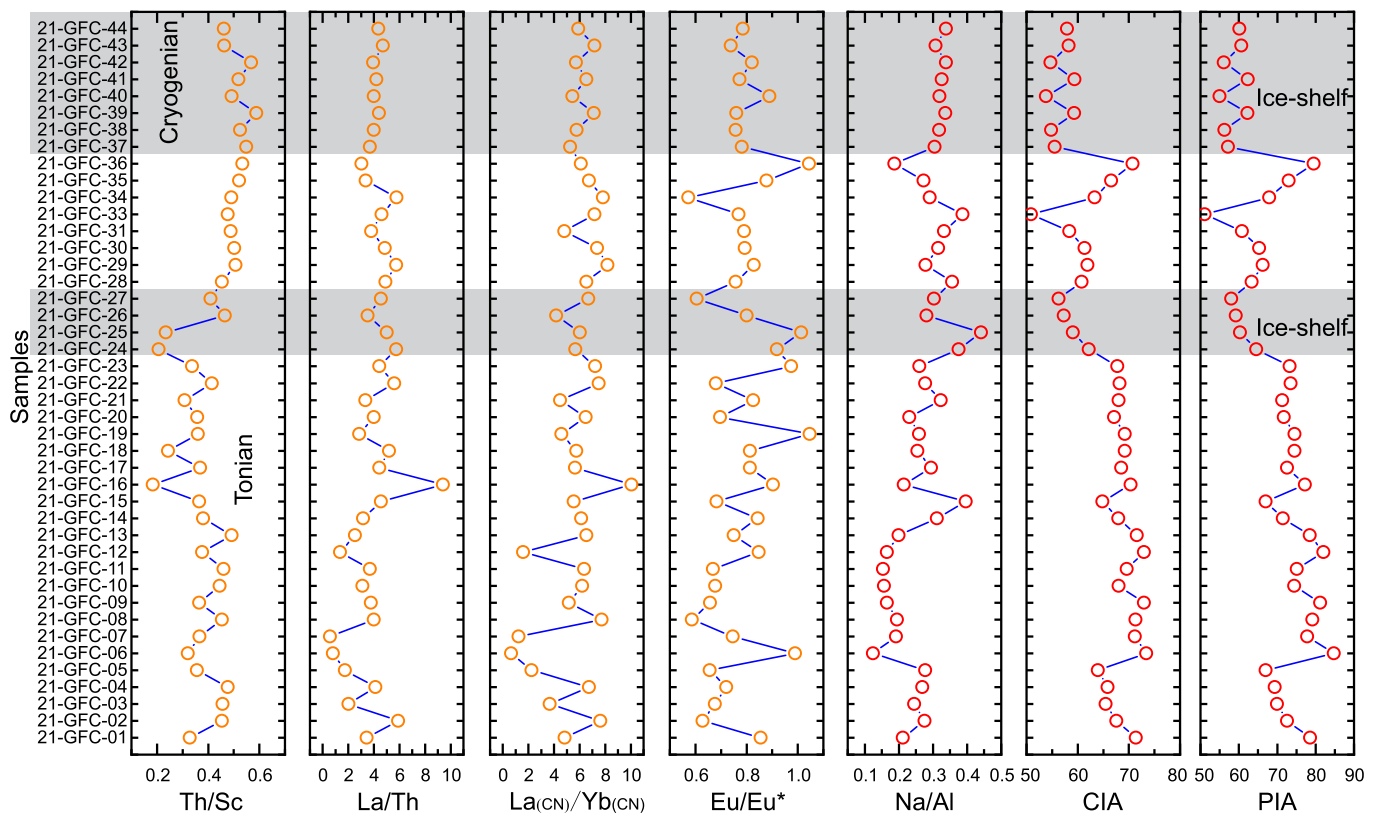 Samples
21-GFC-44
21-GFC-43
21-GFC-42
21-GFC-41
21-GFC-40
21-GFC-39
21-GFC-38
21-GFC-37
21-GFC-36
21-GFC-35
21-GFC-34
21-GFC-33
21-GFC-31
21-GFC-30
21-GFC-29
21-GFC-28
21-GFC-27
21-GFC-26
21-GFC-25
21-GFC-24
21-GFC-23
21-GFC-22
21-GFC-21
21-GFC-20
21-GFC-19
21-GFC-18
21-GFC-17
21-GFC-16
21-GFC-15
21-GFC-14
21-GFC-13
21-GFC-12
21-GFC-11
21-GFC-10
21-GFC-09
21-GFC-08
21-GFC-07
21-GFC-06
21-GFC-05
21-GFC-04
21-GFC-03
21-GFC-02
21-GFC-01
Cryogenian
Tonian
Ice-shelf
Ice-shelf
0.2 0.4 0.6
Th/Sc
0 2 4 6 8 10
La/Th
0 2 4 6 8 10
La(CN)/Yb(CN)
0.6 0.8 1.0
Eu/Eu*
0.1 0.2 0.3 0.4 0.5
Na/Al
50 60 70 80
CIA
50 60 70 80 90
PIA